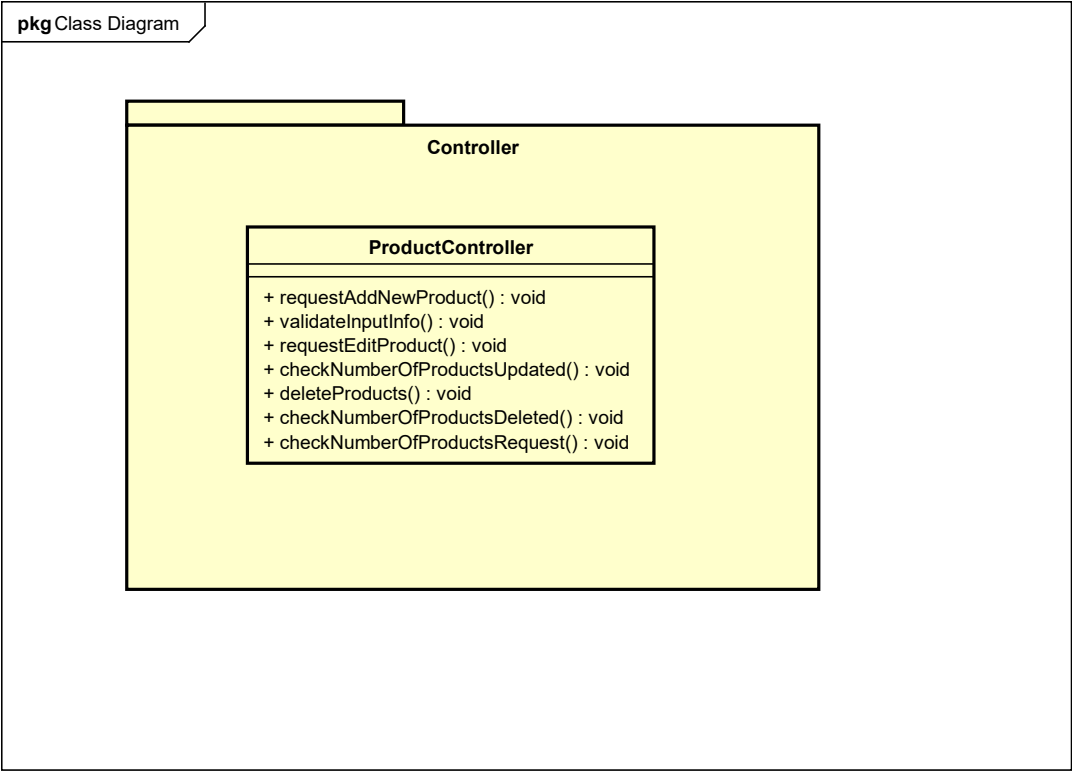 pkg Class Diagram
Controller
ProductController
+ requestAddNewProduct() : void
+ validateInputInfo() : void
+ requestEditProduct() : void
+ checkNumberOfProductsUpdated() : void
+ deleteProducts() : void
+ checkNumberOfProductsDeleted() : void
+ checkNumberOfProductsRequest() : void